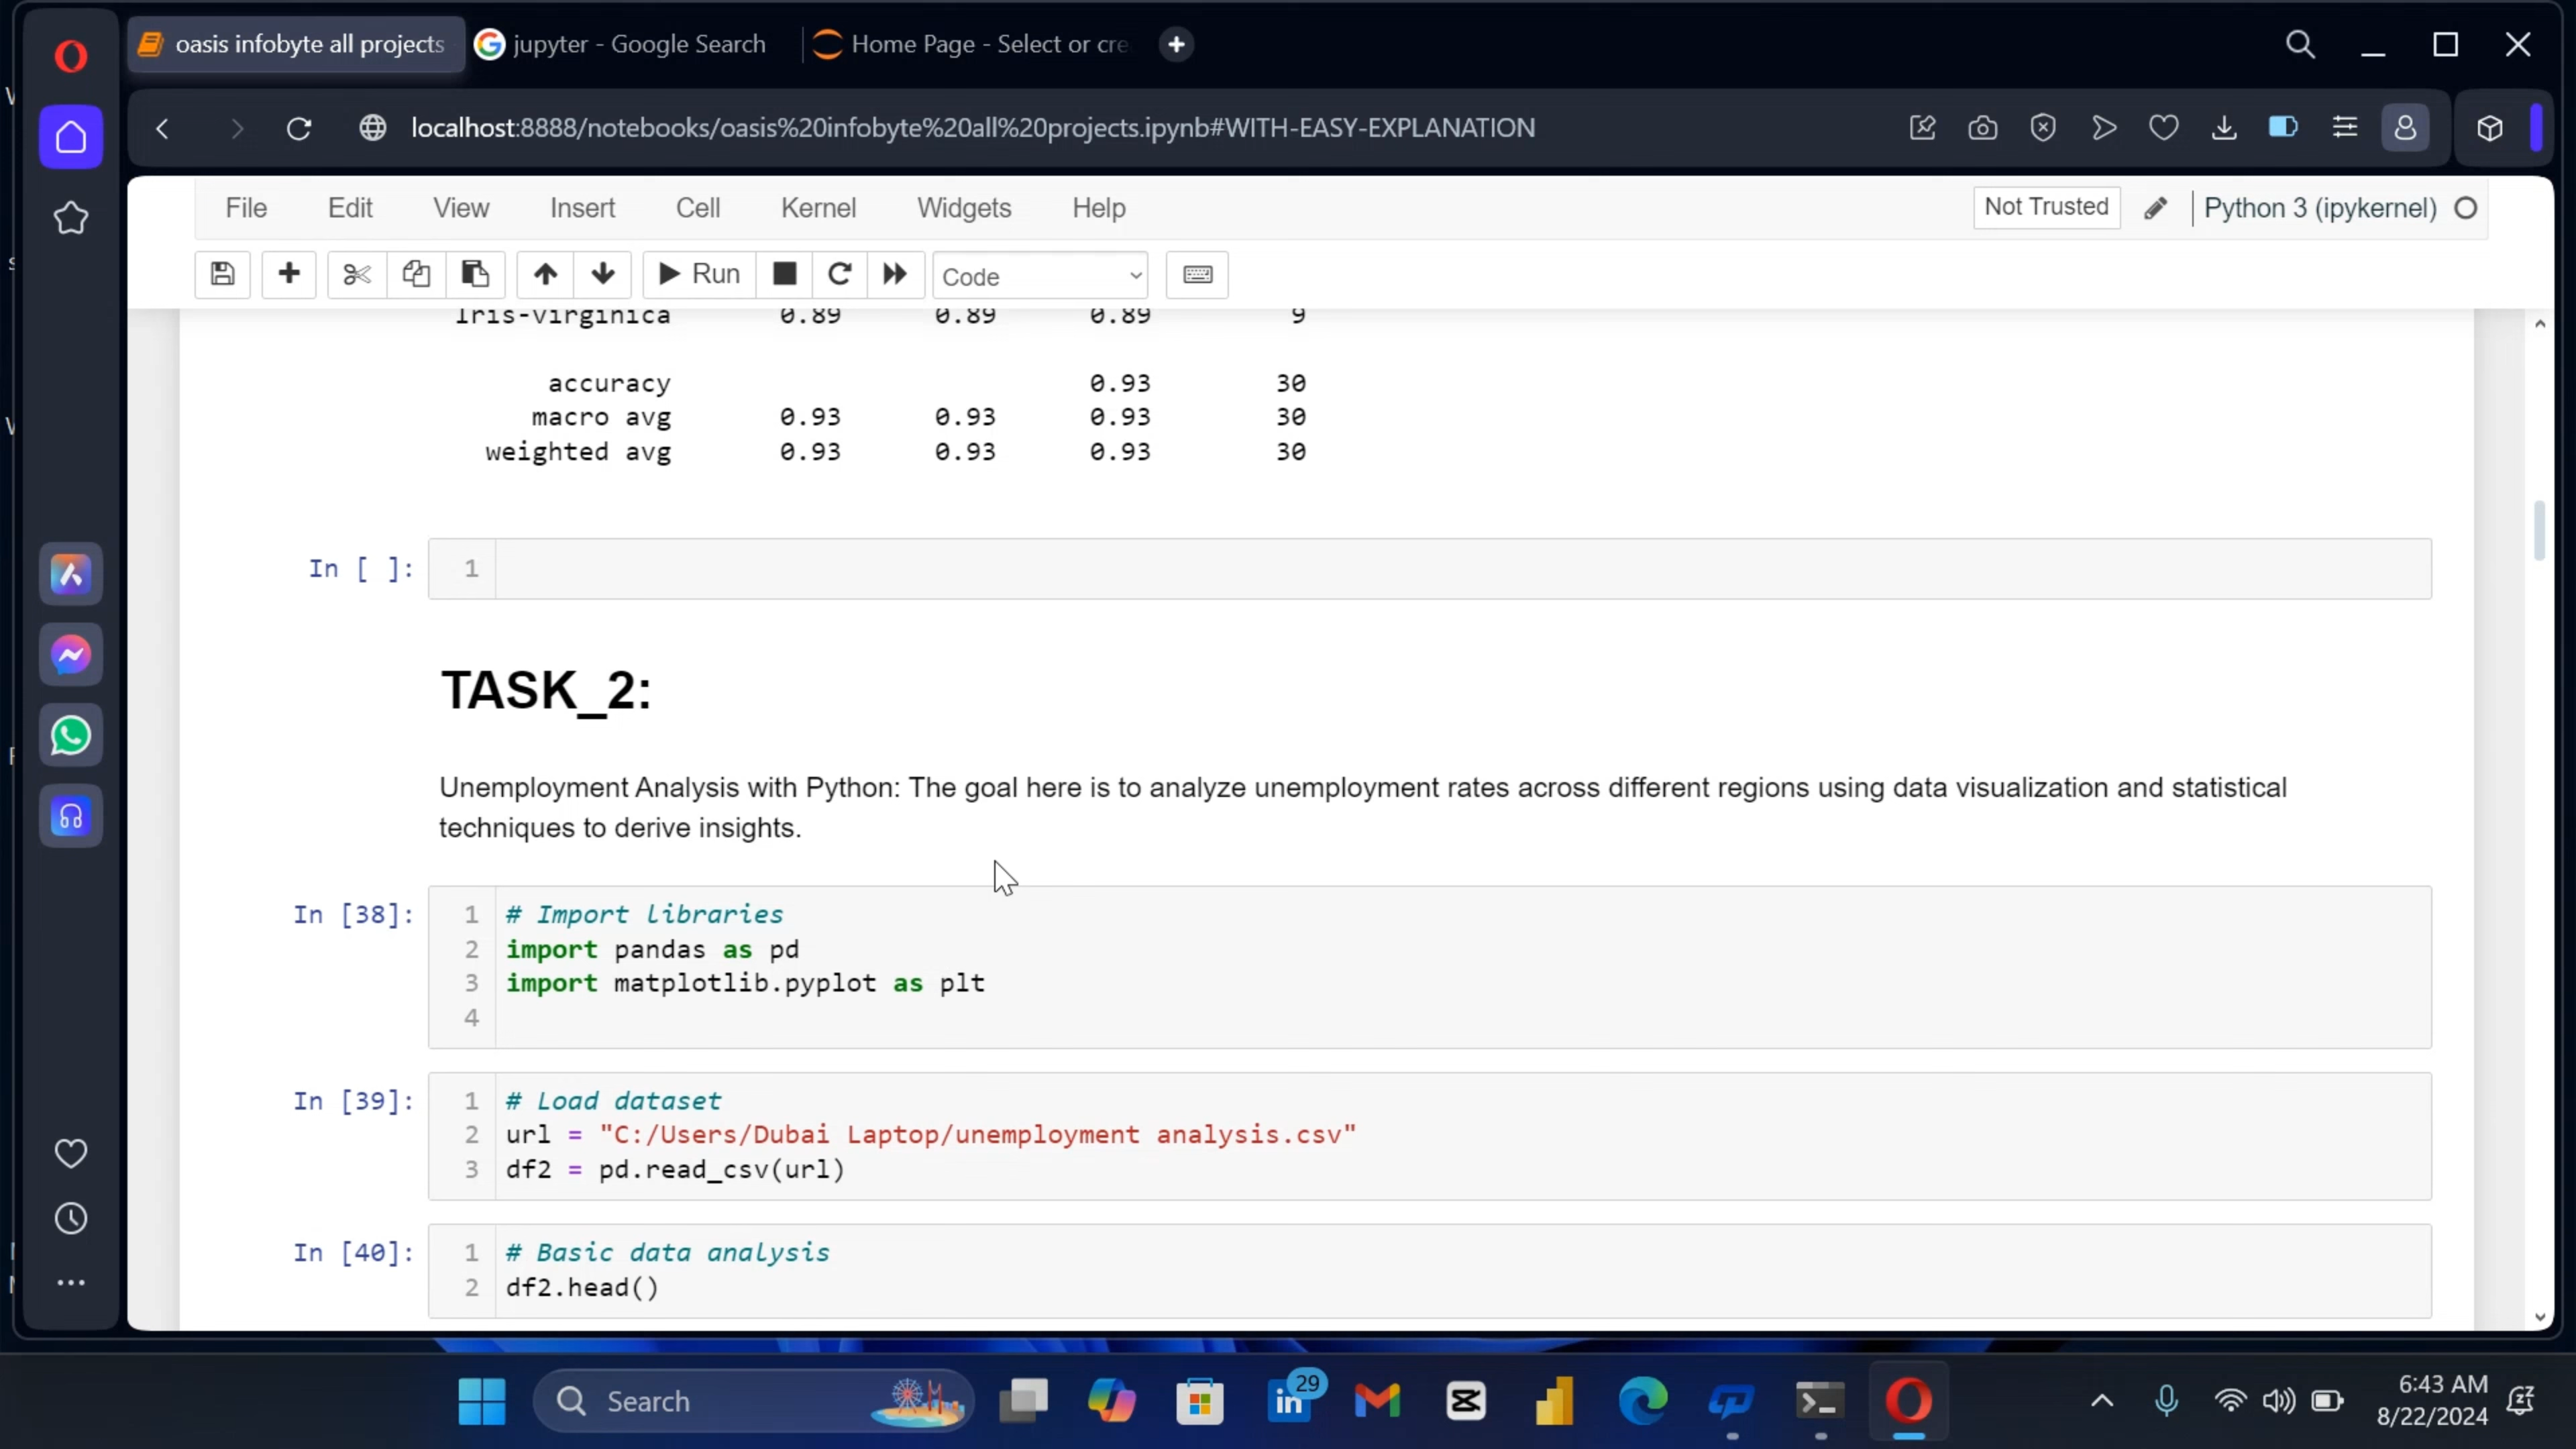 oasis infobyte all projects
jupyter - Google Search
Home Page - Select or cre
localhost:8888/notebooks/oasis%20infobyte%20all%20projects.ipynb#WITH-EASY-EXPLANATION
File Edit View Insert Cell Kernel Widgets Help
Not Trusted
Python 3 (ipykernel)
Run
Code
Iris-virginica 0.89 0.89 0.89 9
accuracy 0.93 30
macro avg 0.93 0.93 0.93 30
weighted avg 0.93 0.93 0.93 30
In [ ]: 1
TASK_2:
Unemployment Analysis with Python: The goal here is to analyze unemployment rates across different regions using data visualization and statistical
techniques to derive insights.
In [38]: 1 # Import libraries
2 import pandas as pd
3 import matplotlib.pyplot as plt
4
In [39]: 1 # Load dataset
2 url = "C:/Users/Dubai Laptop/unemployment analysis.csv"
3 df2 = pd.read_csv(url)
In [40]: 1 # Basic data analysis
2 df2.head()
Search
29
6:43 AM
8/22/2024